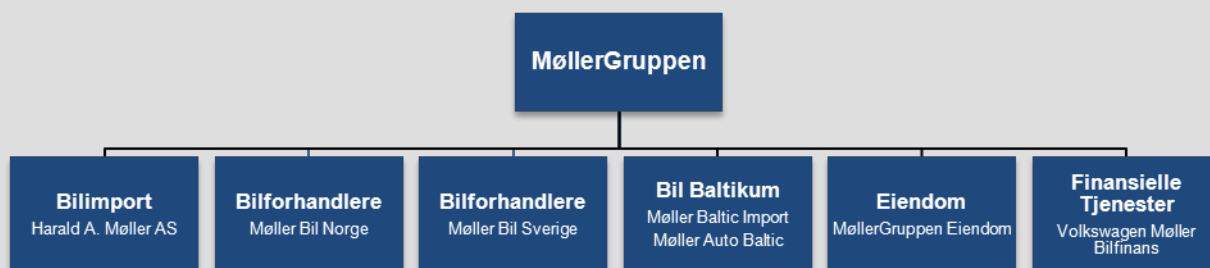 MøllerGruppen
Bilimport
Harald A. Møller AS
Bilforhandlere
Møller Bil Norge
Bilforhandlere
Møller Bil Sverige
Bil Baltikum
Møller Baltic Import
Møller Auto Baltic
Eiendom
MøllerGruppen Eiendom
Finansielle
Tjenester
Volkswagen Møller
Bilfinans